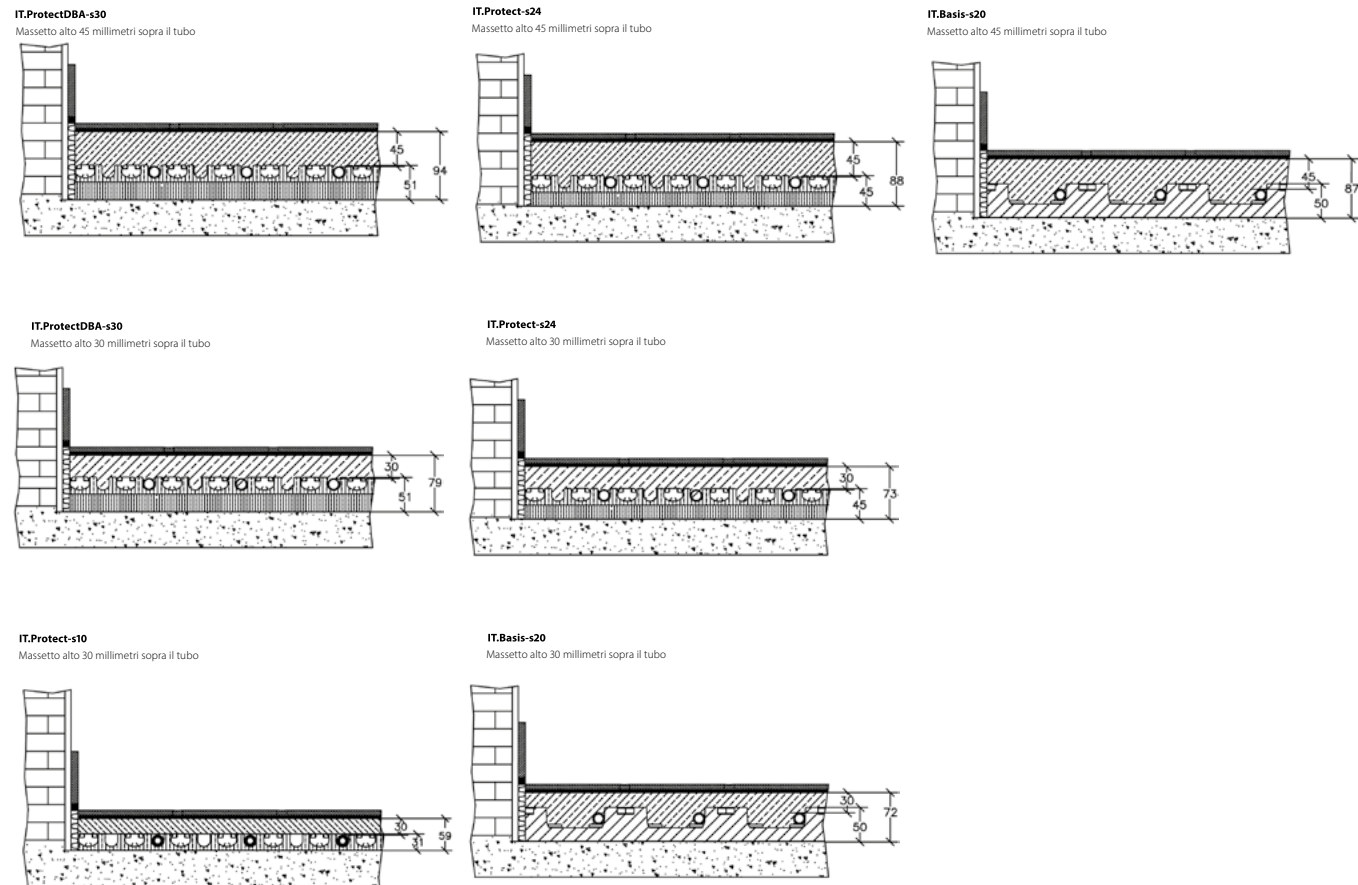 IT.ProtectDBA-s30
Massetto alto 45 millimetri sopra il tubo
45
51
94
IT.Protect-s24
Massetto alto 45 millimetri sopra il tubo
45
45
88
IT.Basis-s20
Massetto alto 45 millimetri sopra il tubo
45
50
87
IT.ProtectDBA-s30
Massetto alto 30 millimetri sopra il tubo
30
51
79
IT.Protect-s24
Massetto alto 30 millimetri sopra il tubo
30
45
73
IT.Protect-s10
Massetto alto 30 millimetri sopra il tubo
30
31
59
IT.Basis-s20
Massetto alto 30 millimetri sopra il tubo
30
50
72